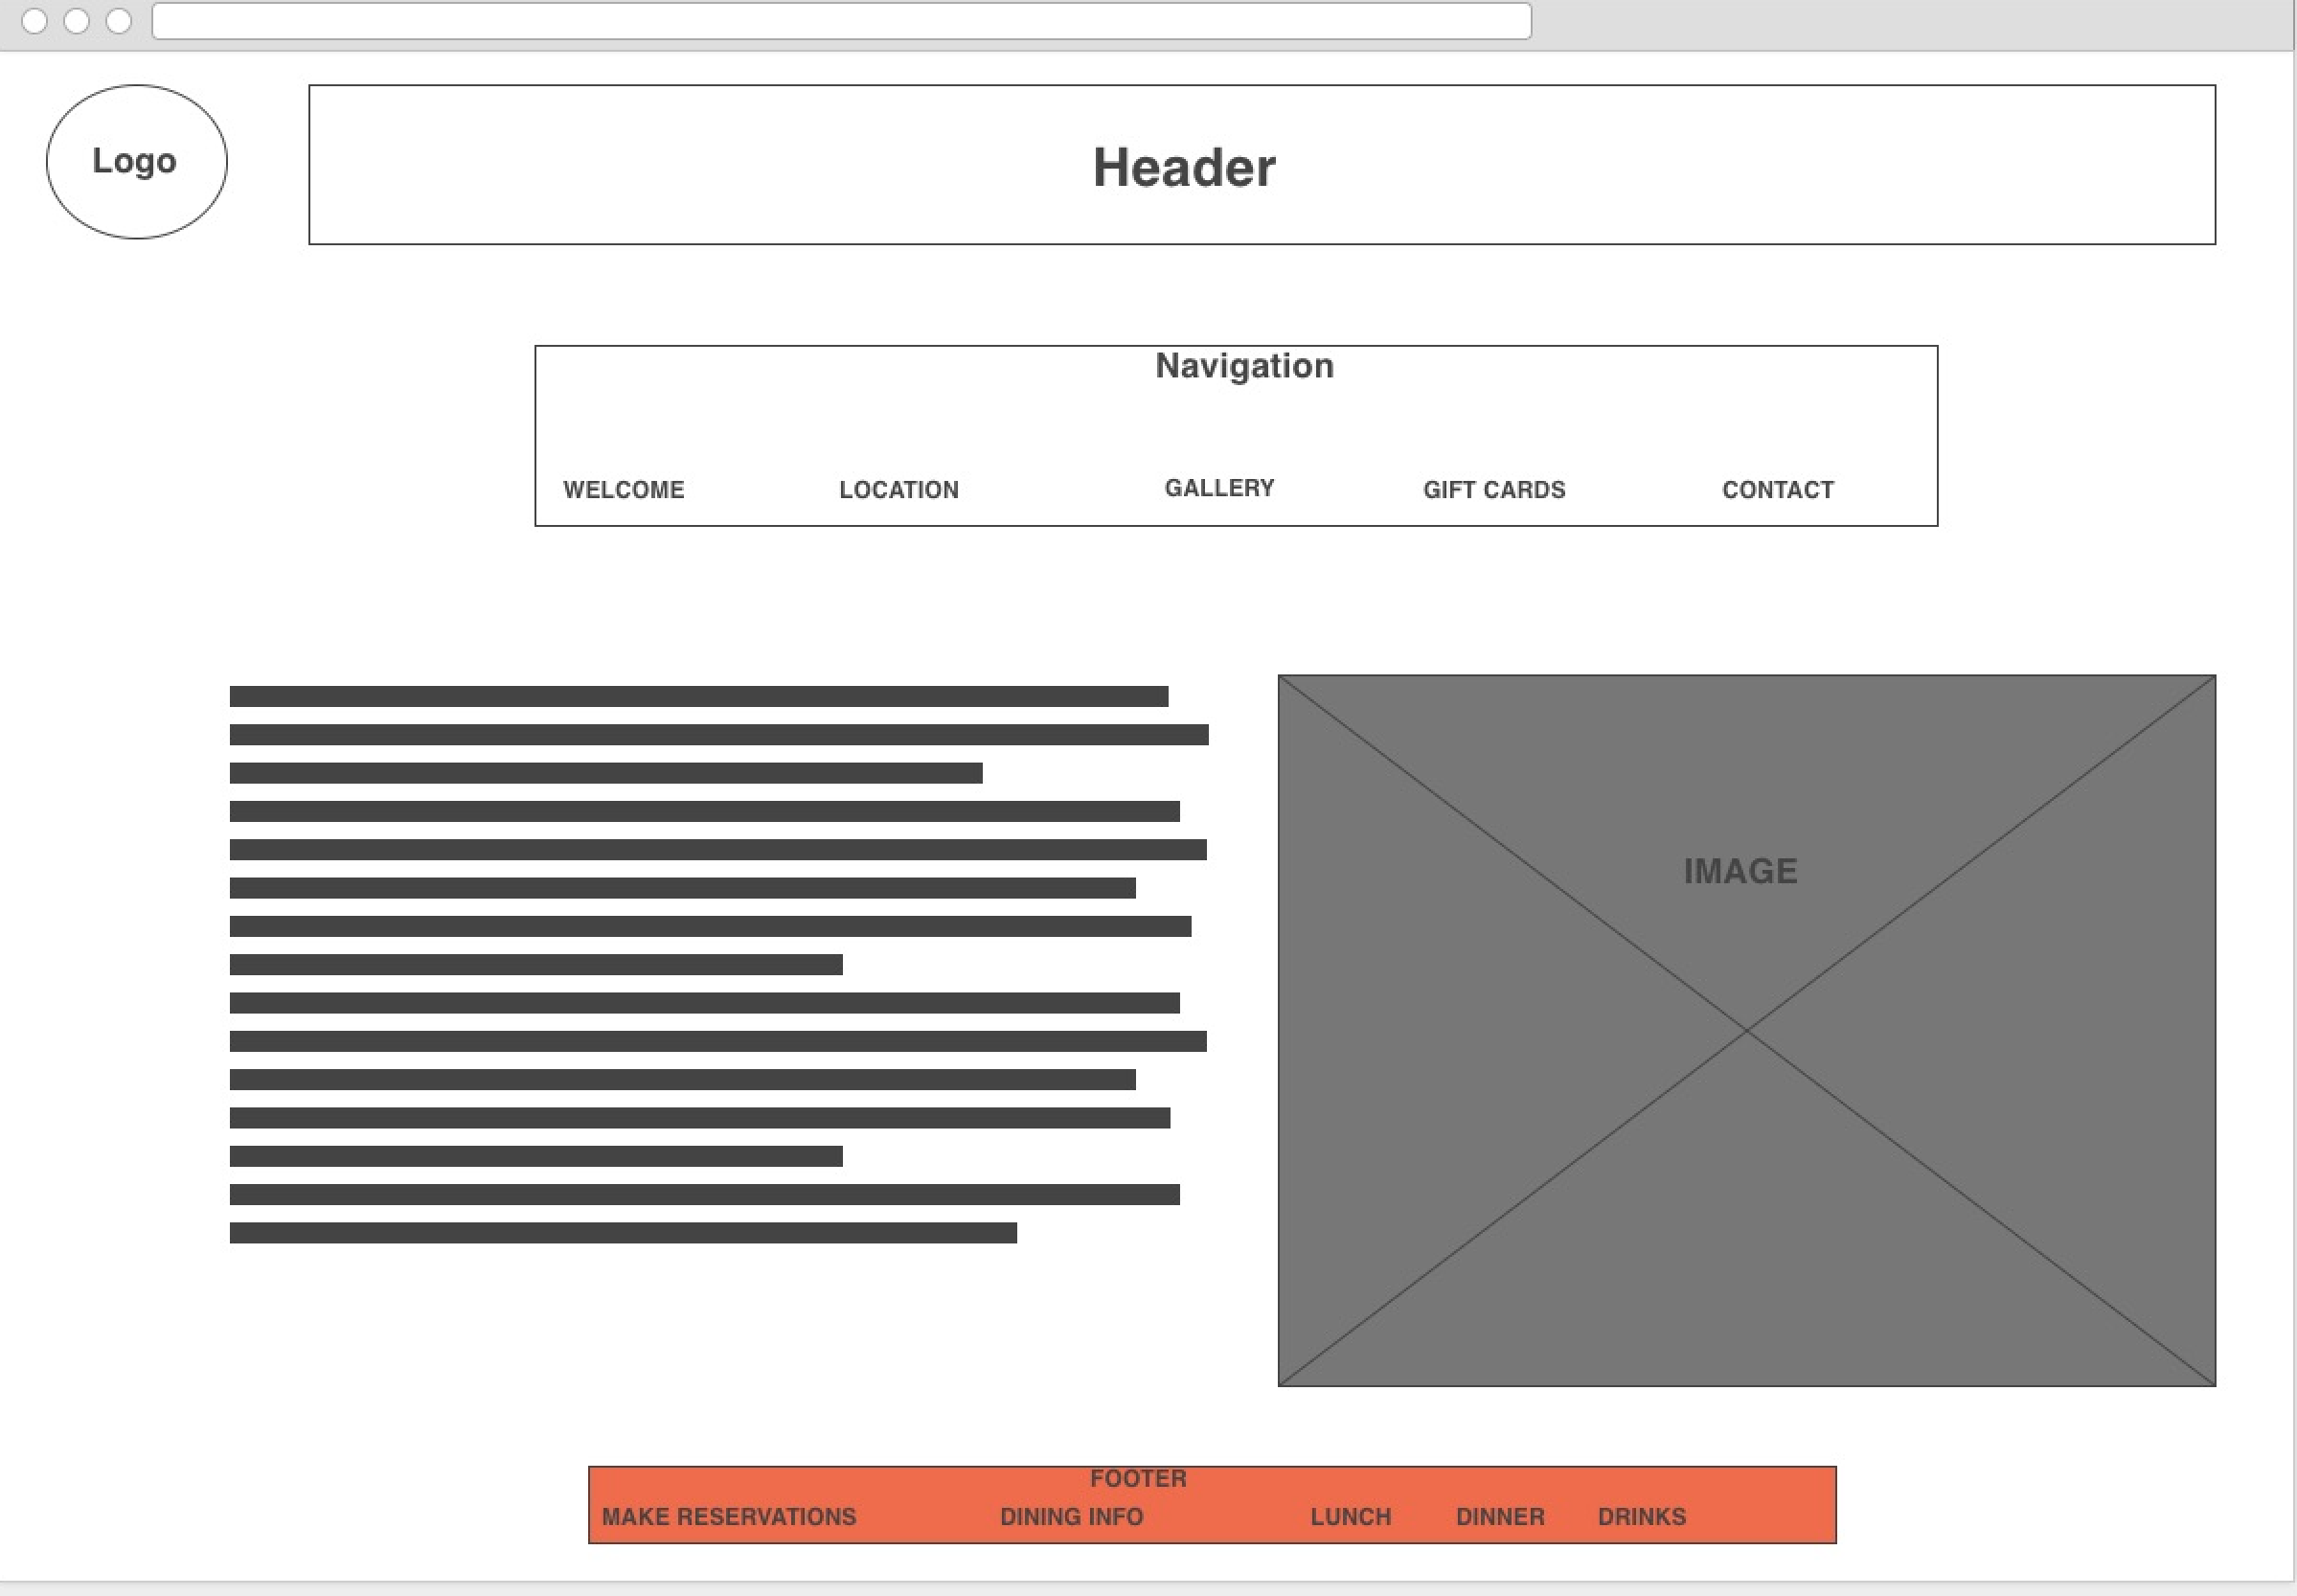 Logo
Header
Navigation
WELCOME LOCATION GALLERY GIFT CARDS CONTACT
IMAGE
FOOTER
MAKE RESERVATIONS DINING INFO LUNCH DINNER DRINKS